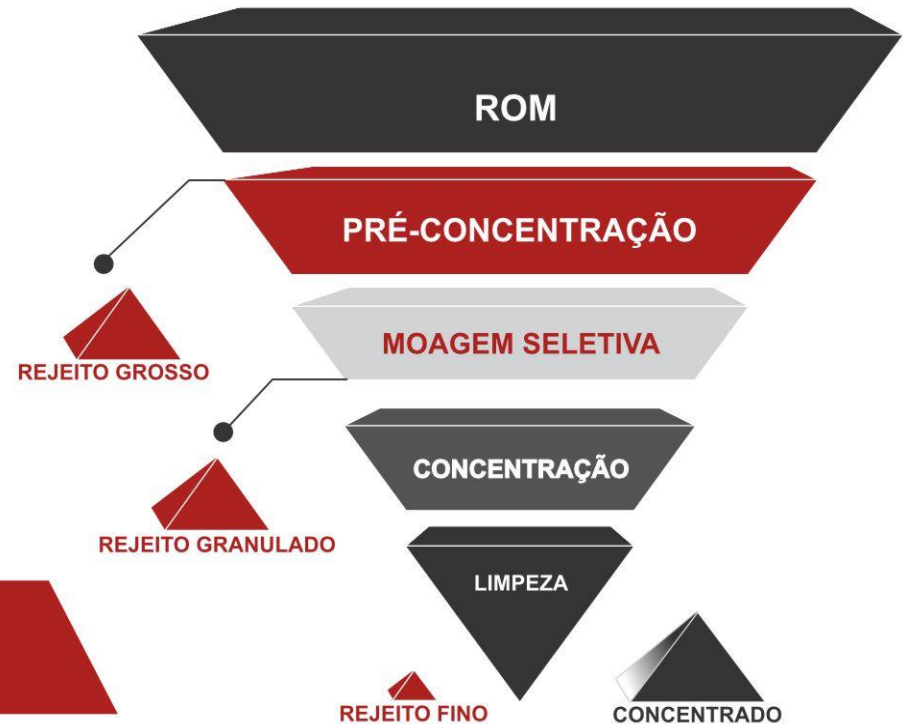 ROM
PRÉ-CONCENTRAÇÃO
MOAGEM SELETIVA
REJEITO GROSSO
CONCENTRAÇÃO
REJEITO GRANULADO
LIMPEZA
REJEITO FINO
CONCENTRADO